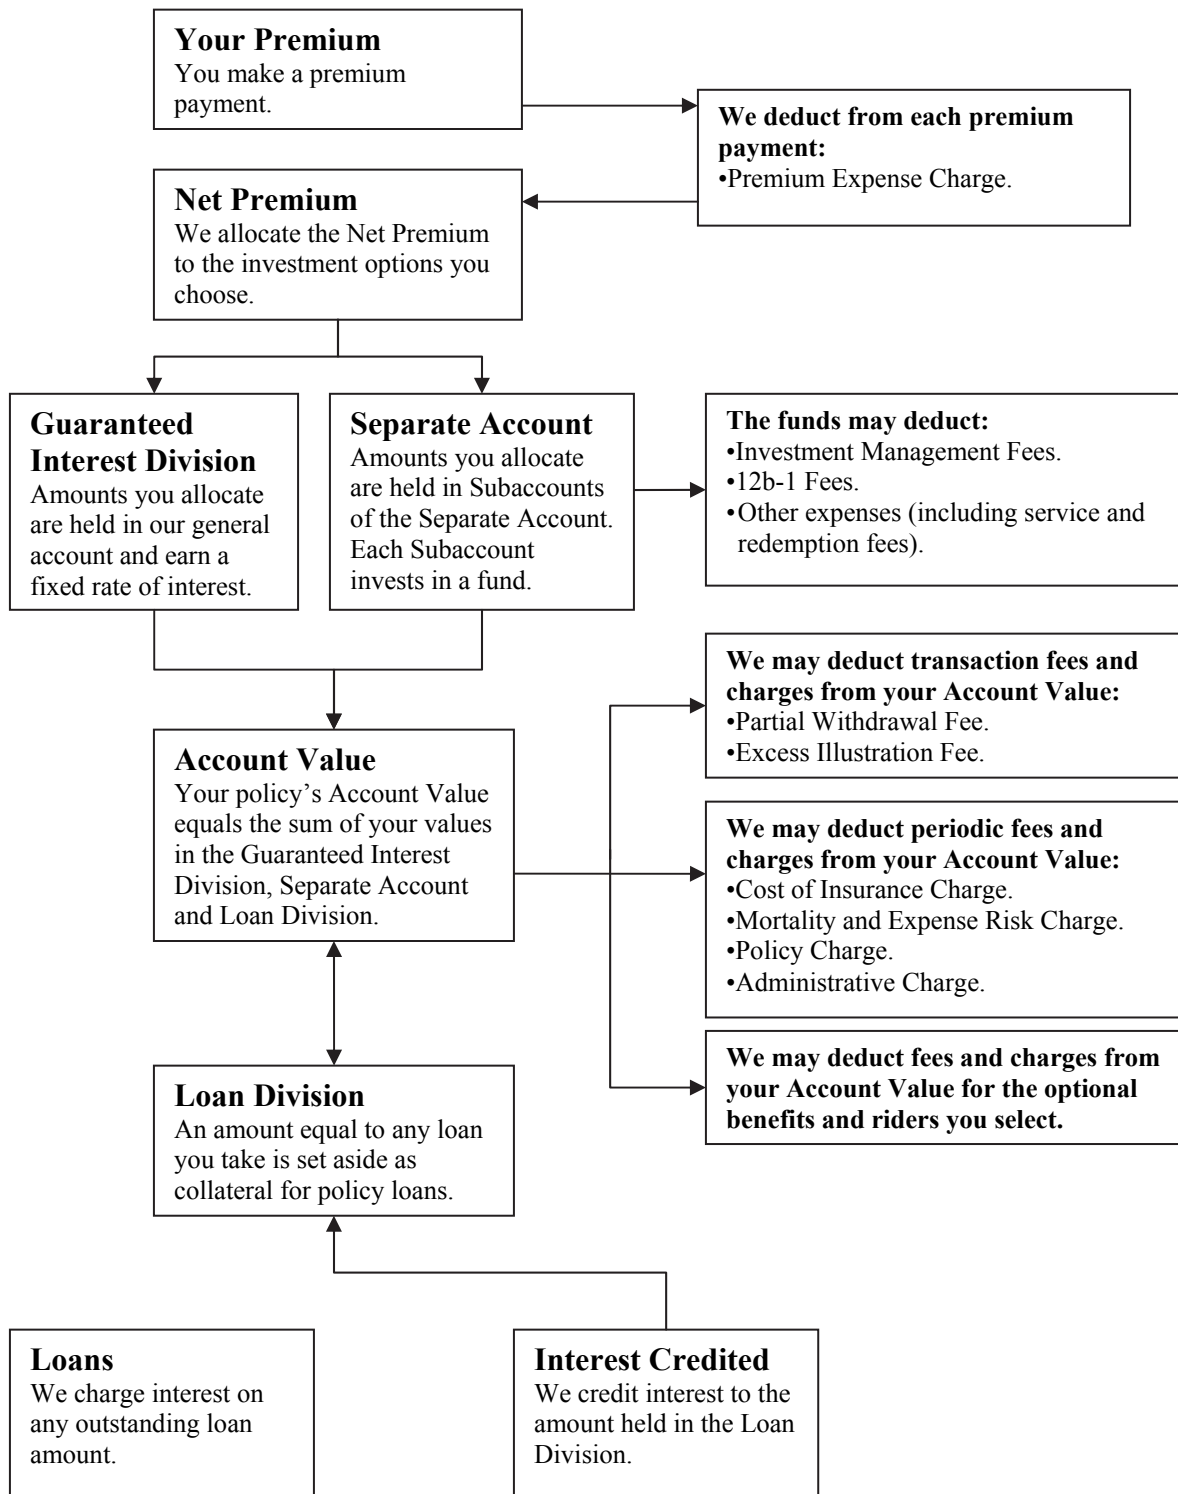 Your Premium
You make a premium
payment.
We deduct from each premium
payment:
•Premium Expense Charge.
Net Premium
We allocate the Net Premium
to the investment options you
choose.
Guaranteed
Interest Division
Amounts you allocate
are held in our general
account and earn a
fixed rate of interest.
Separate Account
Amounts you allocate
are held in Subaccounts
of the Separate Account.
Each Subaccount
invests in a fund.
The funds may deduct:
•Investment Management Fees.
•12b-1 Fees.
•Other expenses (including service and
redemption fees).
We may deduct transaction fees and
charges from your Account Value:
•Partial Withdrawal Fee.
•Excess Illustration Fee.
Account Value
Your policy’s Account Value
equals the sum of your values
in the Guaranteed Interest
Division, Separate Account
and Loan Division.
We may deduct periodic fees and
charges from your Account Value:
•Cost of Insurance Charge.
•Mortality and Expense Risk Charge.
•Policy Charge.
•Administrative Charge.
We may deduct fees and charges from
your Account Value for the optional
benefits and riders you select.
Loan Division
An amount equal to any loan
you take is set aside as
collateral for policy loans.
Loans
We charge interest on
any outstanding loan
amount.
Interest Credited
We credit interest to the
amount held in the Loan
Division.